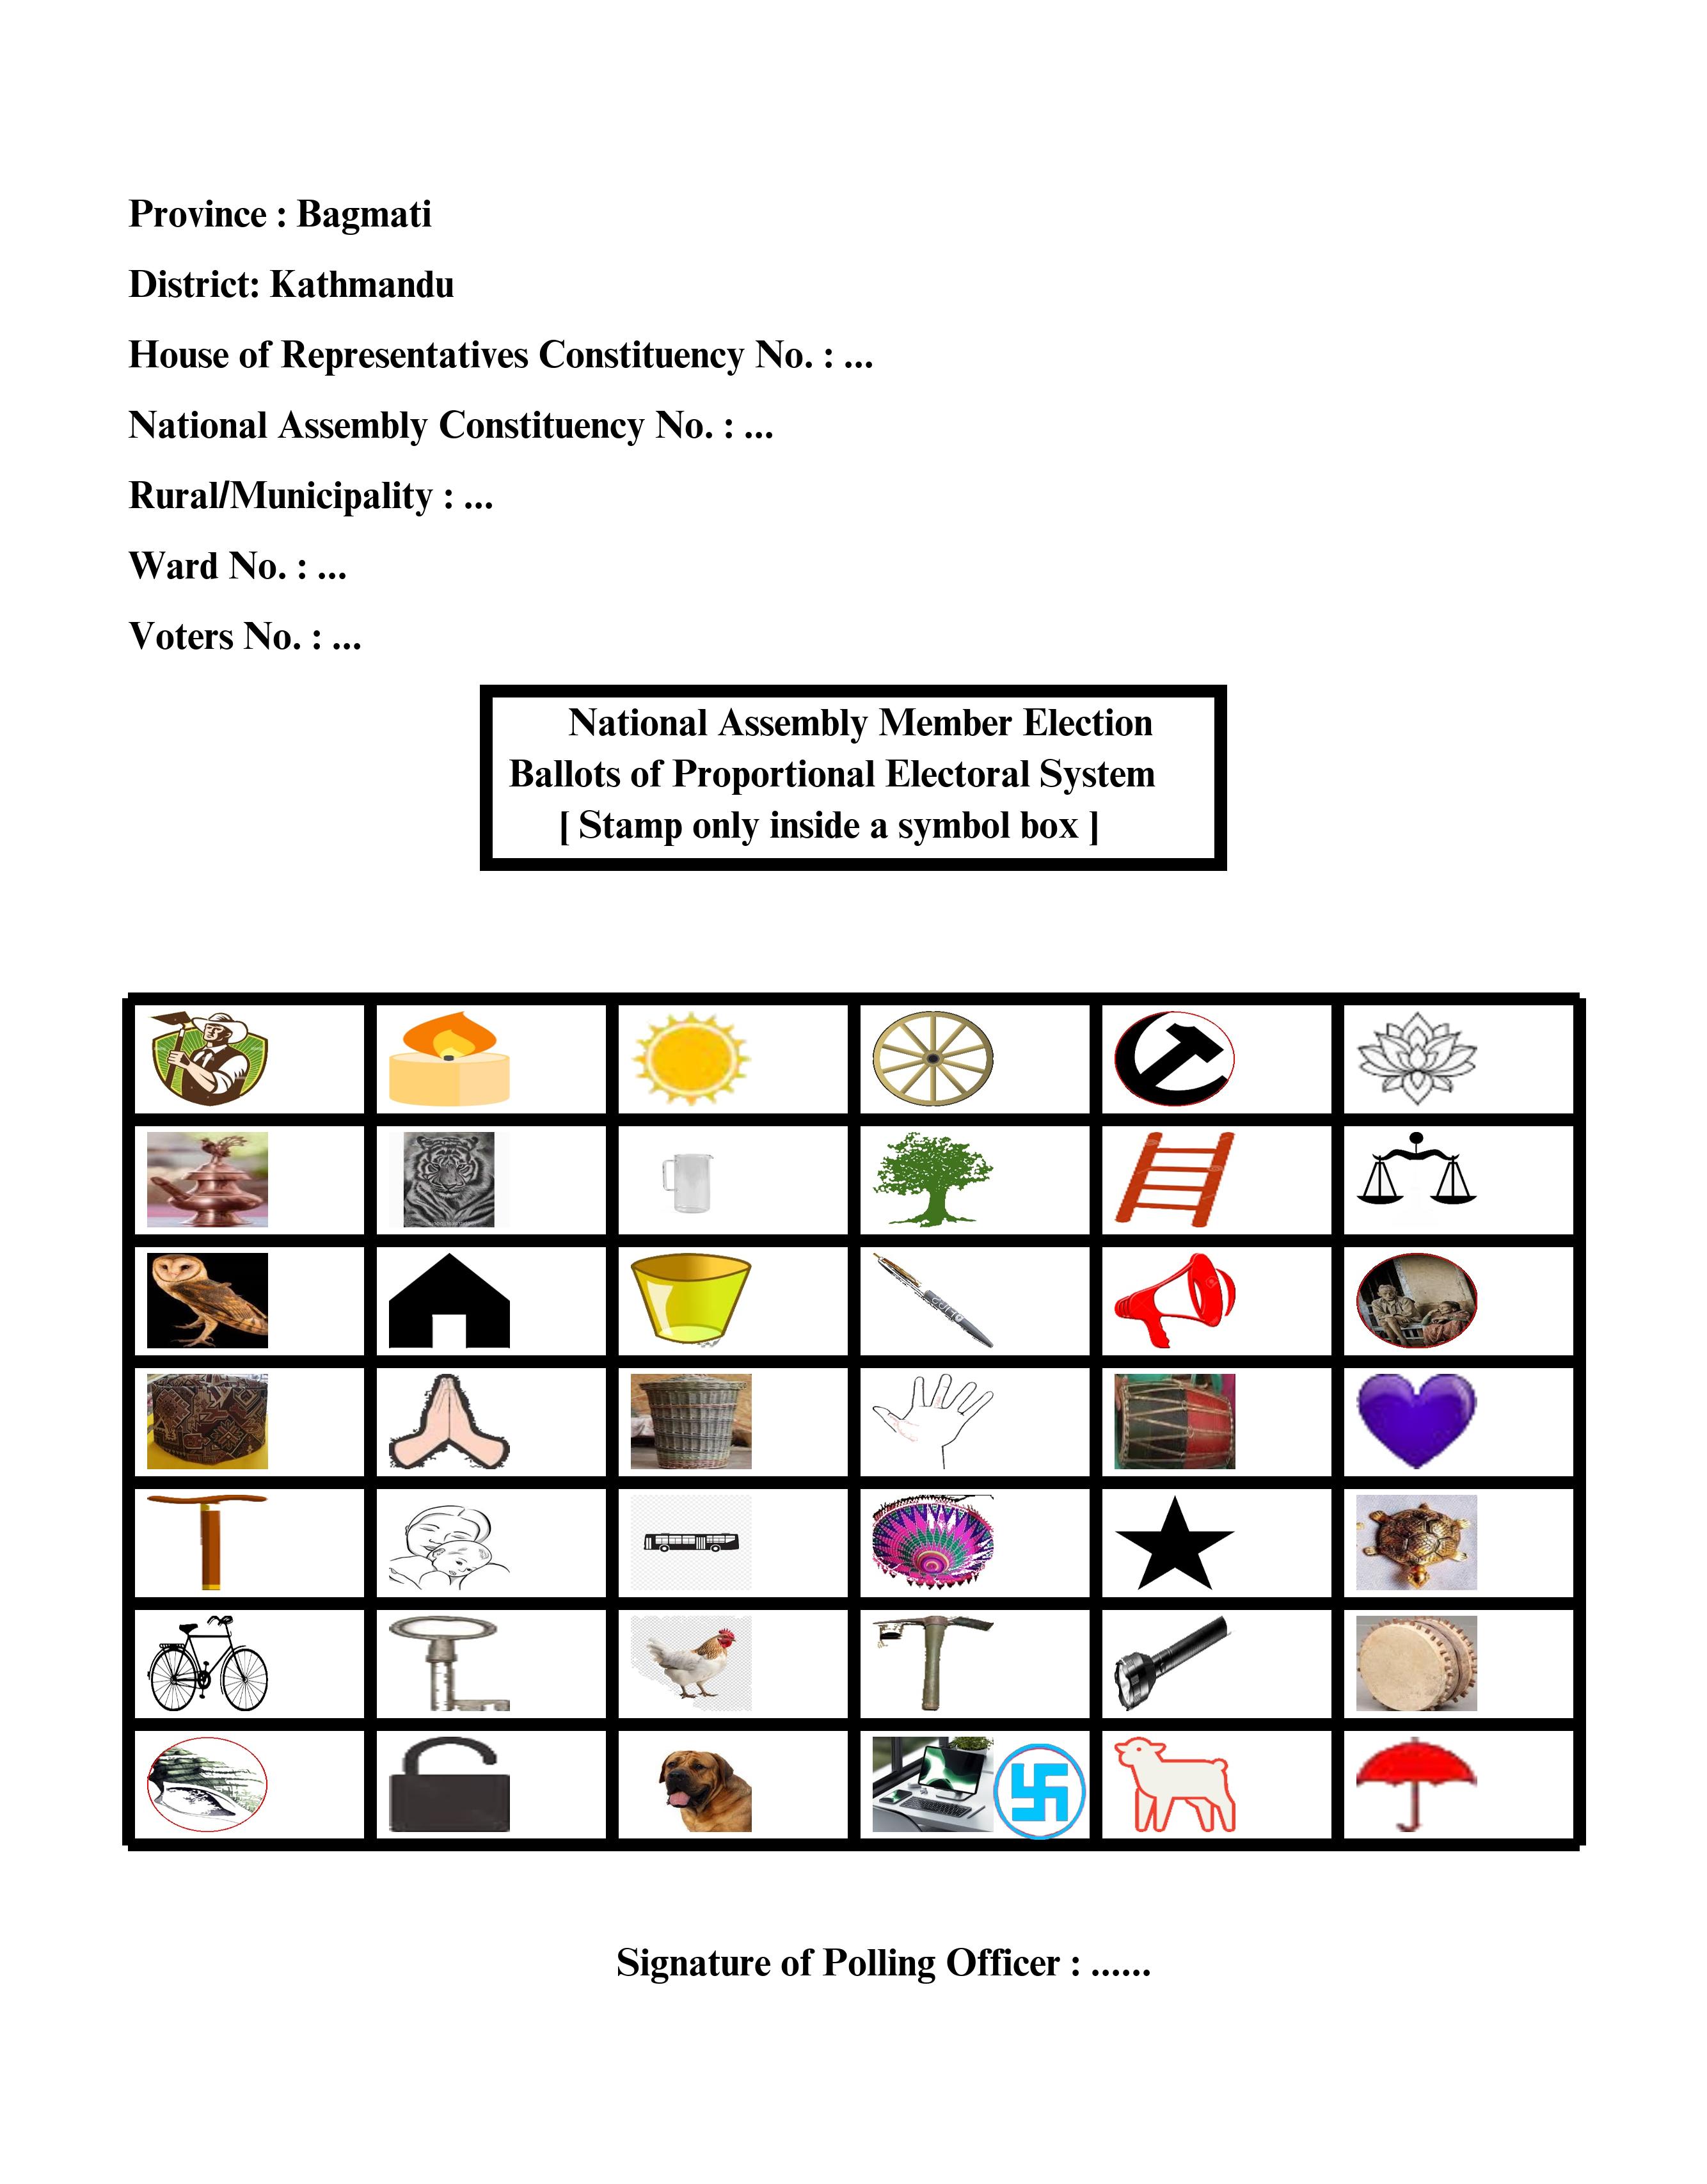 Province : Bagmati
District: Kathmandu
House of Representatives Constituency No. : ...
National Assembly Constituency No. : ...
Rural/Municipality : ...
Ward No. : ...
Voters No. : ...
National Assembly Member Election
Ballots of Proportional Electoral System
[ Stamp only inside a symbol box ]
Signature of Polling Officer : ......